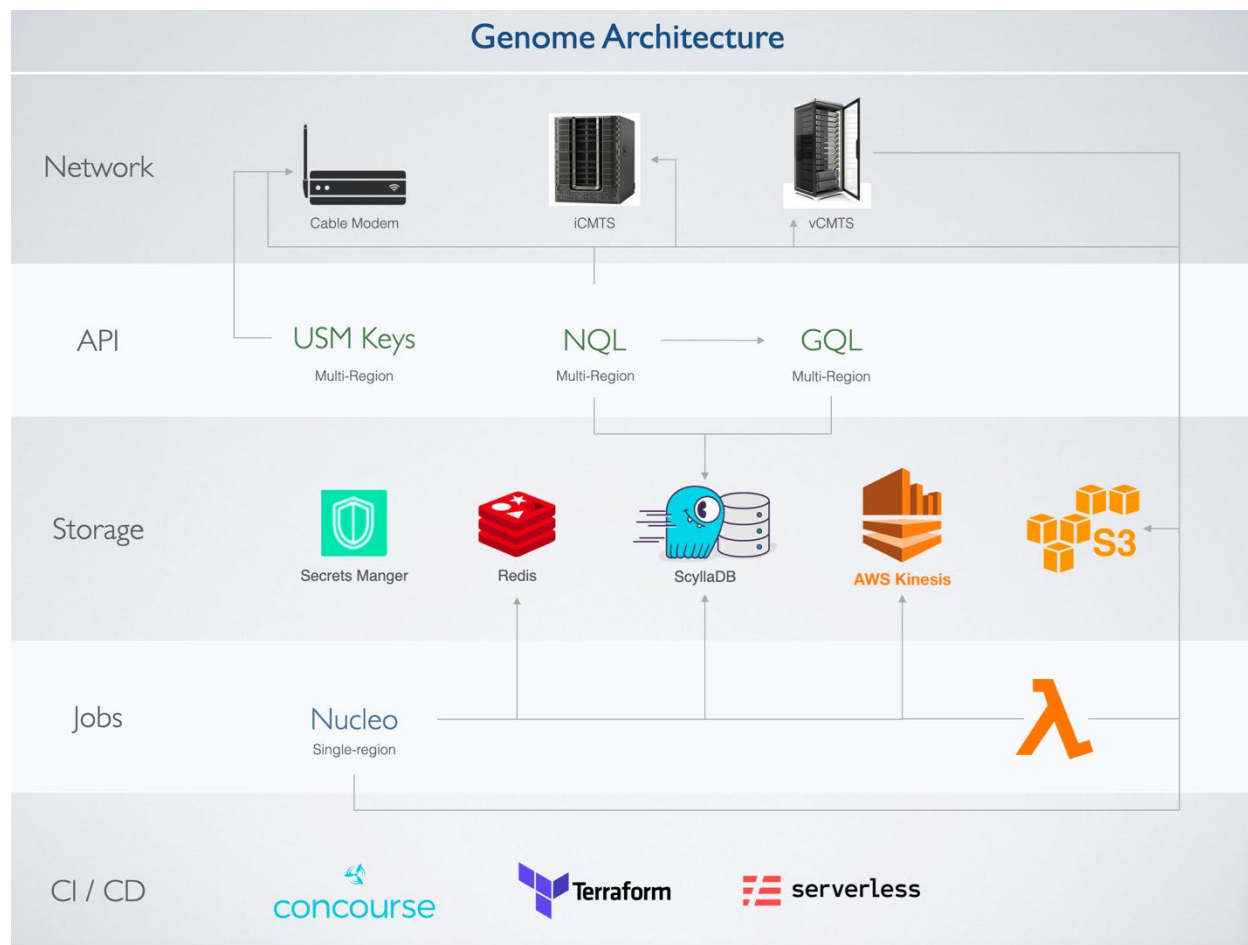 Genome Architecture
Network
Cable Modem
iCMTS
vCMTS
API
USM Keys
NQL
GQL
Multi-Region
Multi-Region
Multi-Region
Storage
S3
Secrets Manger
Redis
ScyllaDB
AWS Kinesis
Jobs
Nucleo
λ
Single-region
CI / CD
concourse
Terraform
serverless